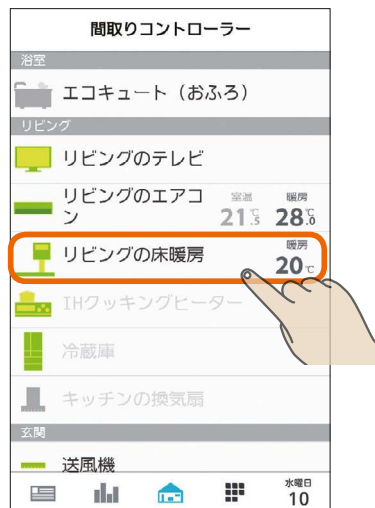 間取りコントローラー
浴室
エコキュート（おふろ）
リビング
リビングのテレビ
リビングのエアコ
ン
室温
21.5℃
暖房
28.0℃
リビングの床暖房
暖房
20℃
IHクッキングヒーター
冷蔵庫
キッチンの換気扇
玄関
送風機
水曜日
10